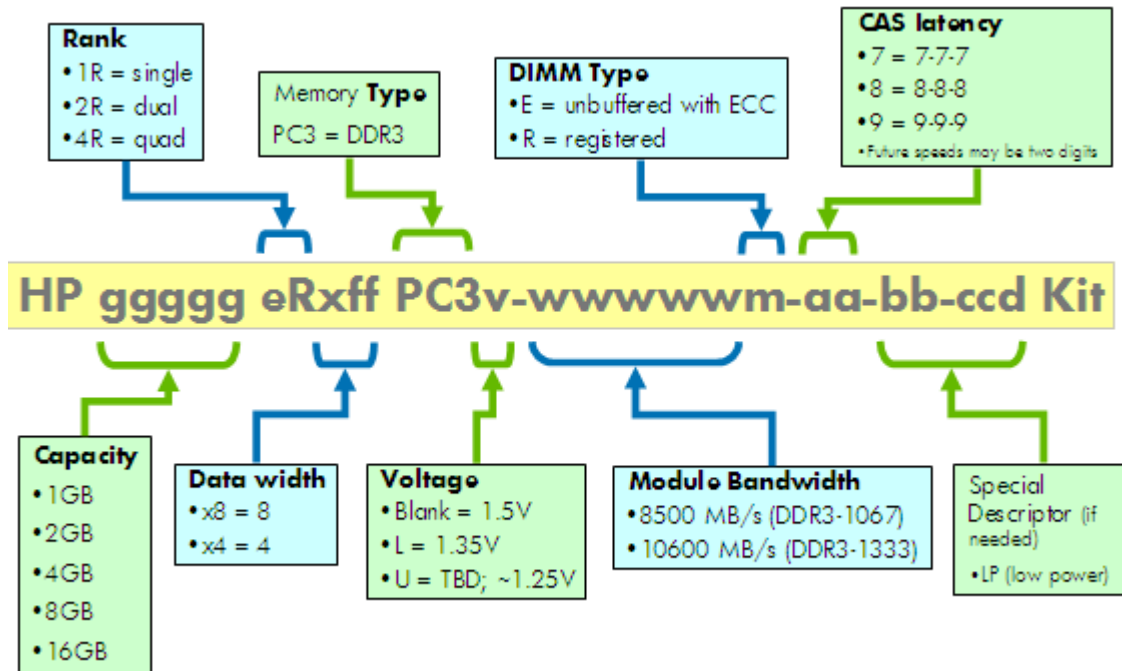 Rank
•1R = single
•2R = dual
•4R = quad
Memory Type
PC3 = DDR3
DIMM Type
•E = unbuffered with ECC
•R = registered
CAS latency
•7 = 7-7-7
•8 = 8-8-8
•9 = 9-9-9
•Future speeds may be two digits
HP ggggg eRxff PC3v-wwwwwm-aa-bb-ccd Kit
Capacity
•1GB
•2GB
•4GB
•8GB
•16GB
Data width
•x8 = 8
•x4 = 4
Voltage
•Blank = 1.5V
•L = 1.35V
•U = TBD; ~1.25V
Module Bandwidth
•8500 MB/s (DDR3-1067)
•10600 MB/s (DDR3-1333)
Special
Descriptor (if
needed)
•LP (low power)